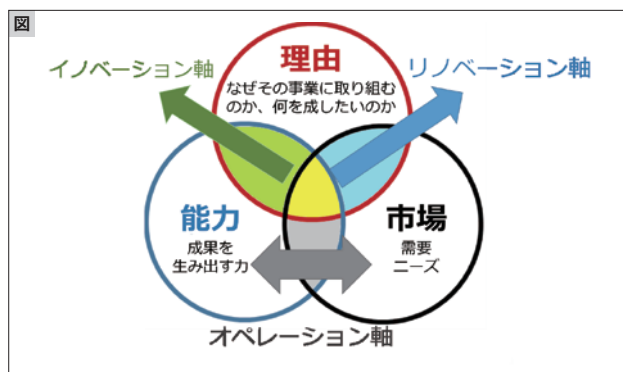 図
イノベーション軸
理由
リノベーション軸
なぜその事業に取り組む
のか、何を成したいのか
能力
成果を
生み出す力
市場
需要
ニーズ
オペレーション軸